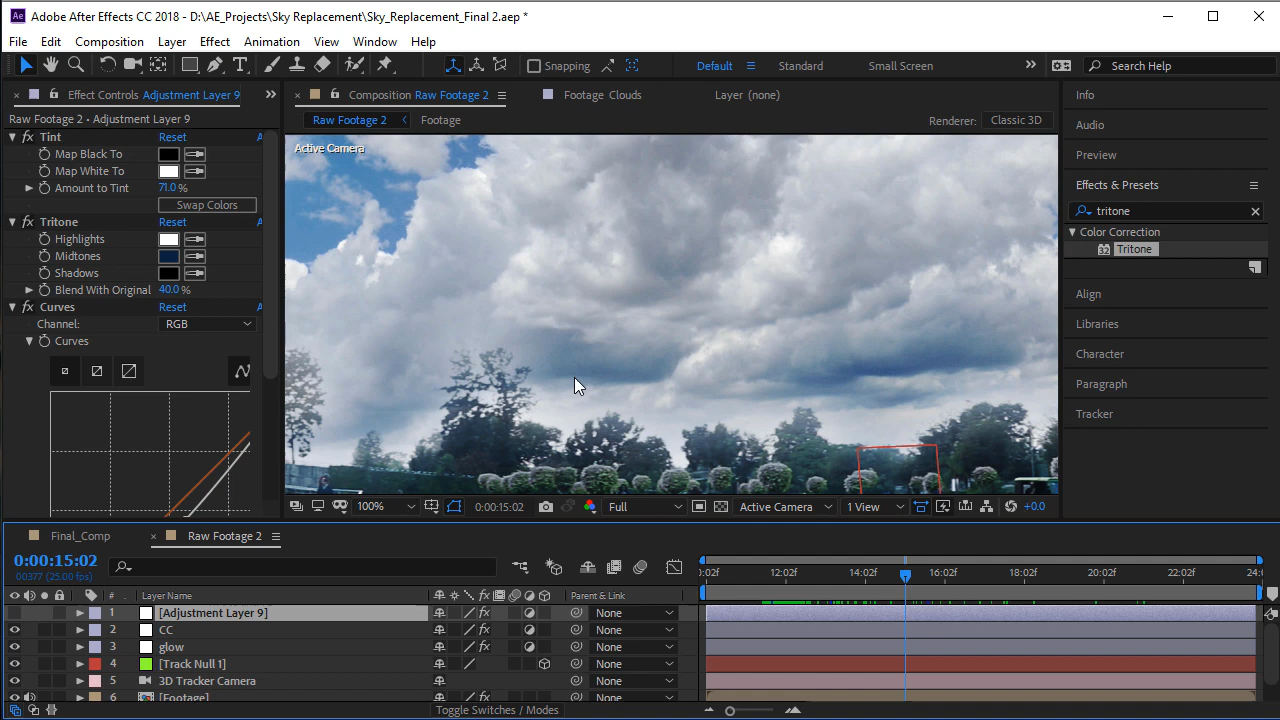 Ae Adobe After Effects CC 2018 - D:\AE_Projects\Sky Replacement\Sky_Replacement_Final 2.aep *
File Edit Composition Layer Effect Animation View Window Help
Snapping Default Standard Small Screen Search Help
Effect Controls Adjustment Layer 9
Composition Raw Footage 2
Footage Clouds
Layer (none)
Raw Footage 2 • Adjustment Layer 9
Tint Reset A
Map Black To
Map White To
Amount to Tint 71.0 %
Swap Colors
Tritone Reset A
Highlights
Midtones
Shadows
Blend With Original 40.0 %
Curves Reset A
Channel: RGB
Curves
Raw Footage 2 Footage
Renderer: Classic 3D
Active Camera
100% 0:00:15:02 Full Active Camera 1 View +0.0
Info
Audio
Preview
Effects & Presets
tritone
Color Correction
32 Tritone
Align
Libraries
Character
Paragraph
Tracker
Final_Comp
Raw Footage 2
0:00:15:02
00377 (25.00 fps)
:02f 12:02f 14:02f 16:02f 20:02f 22:02f 24:
# Layer Name Parent & Link
1 [Adjustment Layer 9] None
2 CC None
3 glow None
4 [Track Null 1] None
5 3D Tracker Camera None
6 [Footage] None
Toggle Switches / Modes